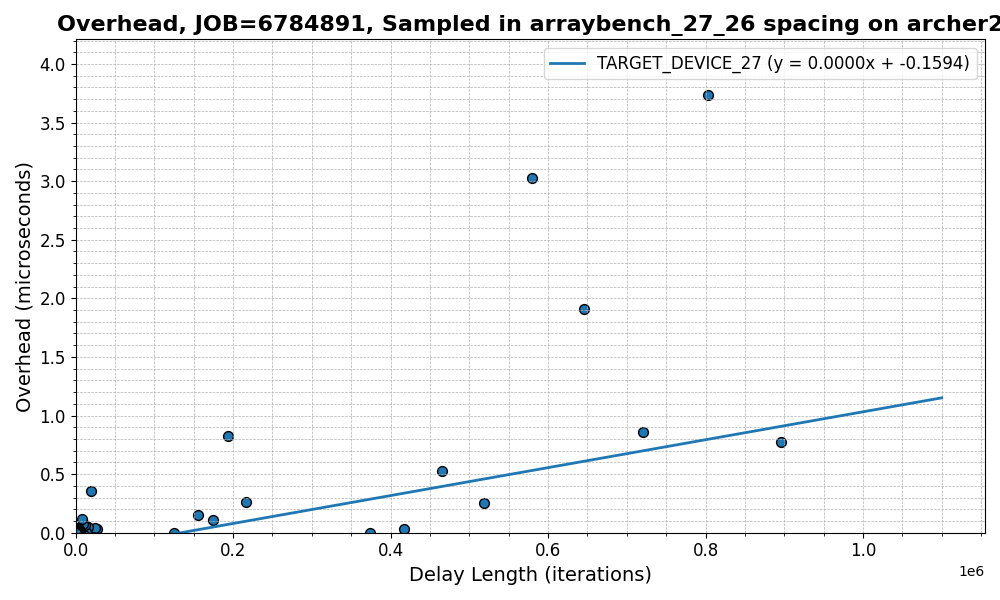 Overhead, JOB=6784891, Sampled in arraybench_27_26 spacing on archer2
TARGET_DEVICE_27 (y = 0.0000x + -0.1594)
Overhead (microseconds)
4.0
3.5
3.0
2.5
2.0
1.5
1.0
0.5
0.0
0.0 0.2 0.4 0.6 0.8 1.0
1e6
Delay Length (iterations)